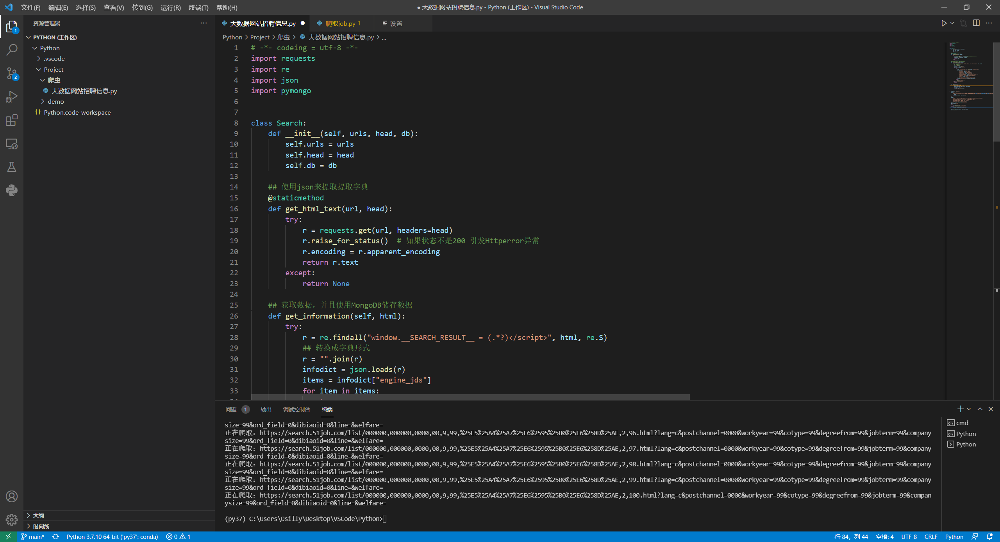 文件(F) 编辑(E) 选择(S) 查看(V) 转到(G) 运行(R) 终端(T) 帮助(H)
● 大数据网站招聘信息.py - Python (工作区) - Visual Studio Code
资源管理器
PYTHON (工作区)
Python
.vscode
Project
爬虫
大数据网站招聘信息.py
demo
{} Python.code-workspace
大纲
时间线
1
2
大数据网站招聘信息.py ●
爬取job.py 1
设置
Python > Project > 爬虫 > 大数据网站招聘信息.py > ...
1 # -*- codeing = utf-8 -*-
2 import requests
3 import re
4 import json
5 import pymongo
6
7
8 class Search:
9 def __init__(self, urls, head, db):
10 self.urls = urls
11 self.head = head
12 self.db = db
13
14 ## 使用json来提取提取字典
15 @staticmethod
16 def get_html_text(url, head):
17 try:
18 r = requests.get(url, headers=head)
19 r.raise_for_status() # 如果状态不是200 引发Httperror异常
20 r.encoding = r.apparent_encoding
21 return r.text
22 except:
23 return None
24
25 ## 获取数据，并且使用MongoDB储存数据
26 def get_information(self, html):
27 try:
28 r = re.findall("window.__SEARCH_RESULT__ = (.*?)</script>", html, re.S)
29 ## 转换成字典形式
30 r = "".join(r)
31 infodict = json.loads(r)
32 items = infodict["engine_jds"]
33 for item in items:
问题 1 输出 调试控制台 终端
size=99&ord_field=0&dibiaoid=0&line=&welfare=
正在爬取：https://search.51job.com/list/000000,000000,0000,00,9,99,%25E5%25A4%25A7%25E6%2595%25B0%25E6%258D%25AE,2,96.html?lang=c&postchannel=0000&workyear=99&cotype=99&degreefrom=99&jobterm=99&company
size=99&ord_field=0&dibiaoid=0&line=&welfare=
正在爬取：https://search.51job.com/list/000000,000000,0000,00,9,99,%25E5%25A4%25A7%25E6%2595%25B0%25E6%258D%25AE,2,97.html?lang=c&postchannel=0000&workyear=99&cotype=99&degreefrom=99&jobterm=99&company
size=99&ord_field=0&dibiaoid=0&line=&welfare=
正在爬取：https://search.51job.com/list/000000,000000,0000,00,9,99,%25E5%25A4%25A7%25E6%2595%25B0%25E6%258D%25AE,2,98.html?lang=c&postchannel=0000&workyear=99&cotype=99&degreefrom=99&jobterm=99&company
size=99&ord_field=0&dibiaoid=0&line=&welfare=
正在爬取：https://search.51job.com/list/000000,000000,0000,00,9,99,%25E5%25A4%25A7%25E6%2595%25B0%25E6%258D%25AE,2,99.html?lang=c&postchannel=0000&workyear=99&cotype=99&degreefrom=99&jobterm=99&company
size=99&ord_field=0&dibiaoid=0&line=&welfare=
正在爬取：https://search.51job.com/list/000000,000000,0000,00,9,99,%25E5%25A4%25A7%25E6%2595%25B0%25E6%258D%25AE,2,100.html?lang=c&postchannel=0000&workyear=99&cotype=99&degreefrom=99&jobterm=99&compan
ysize=99&ord_field=0&dibiaoid=0&line=&welfare=
(py37) C:\Users\Osilly\Desktop\VSCode\Python>
cmd
Python
Python
main* Python 3.7.10 64-bit ('py37': conda) 0 1
行 84，列 44 空格: 4 UTF-8 CRLF Python